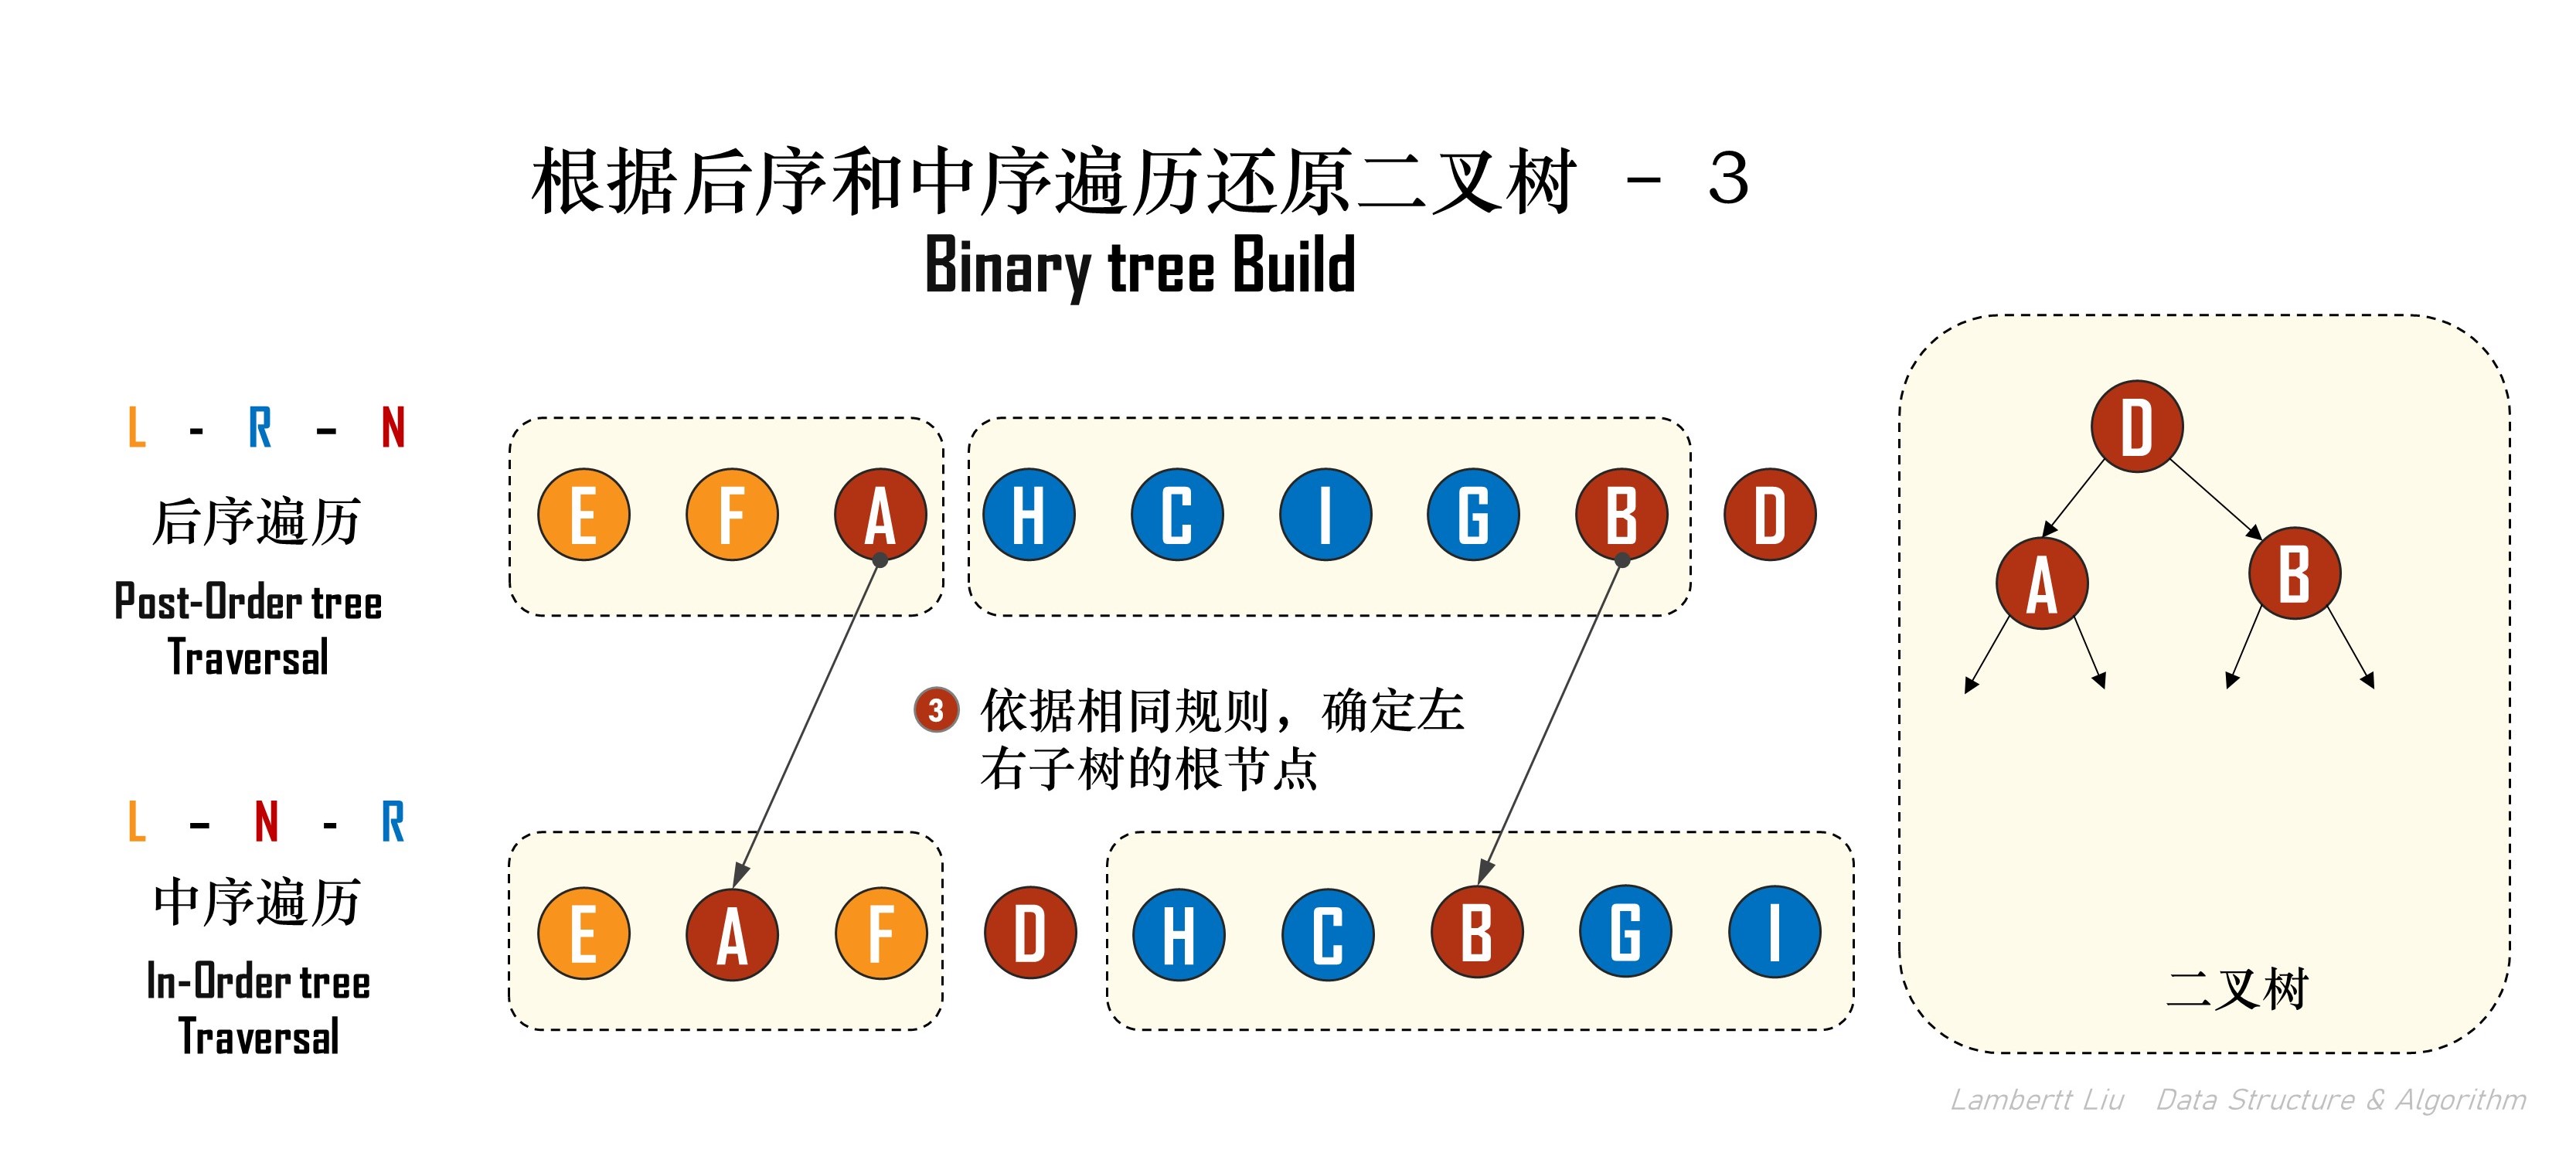 根据后序和中序遍历还原二叉树 - 3
Binary tree Build
L - R - N
后序遍历
Post-Order tree
Traversal
E F A H C I G B D
3 依据相同规则，确定左
右子树的根节点
L - N - R
中序遍历
In-Order tree
Traversal
E A F D H C B G I
D
A B
二叉树
Lambertt Liu Data Structure & Algorithm